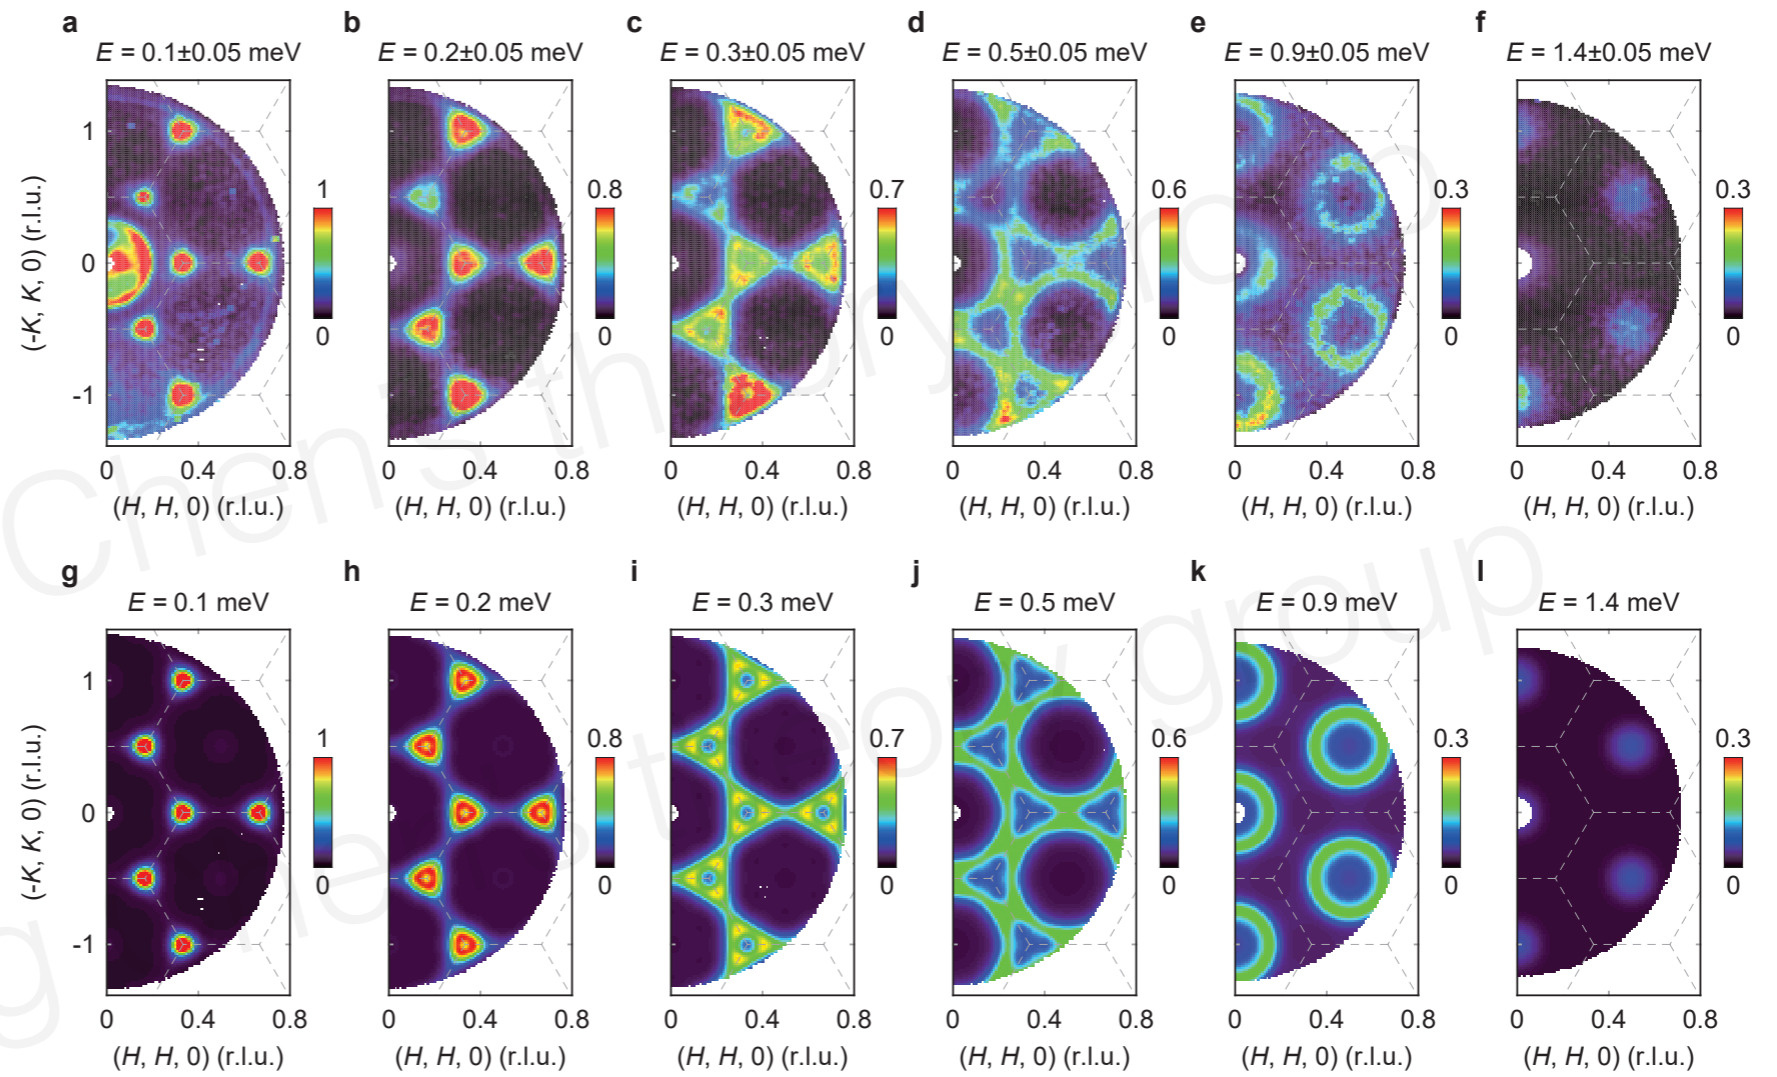 a b c d e f
E = 0.1±0.05 meV E = 0.2±0.05 meV E = 0.3±0.05 meV E = 0.5±0.05 meV E = 0.9±0.05 meV E = 1.4±0.05 meV
(-K, K, 0) (r.l.u.)
1
0
-1
1 0.8 0.7 0.6 0.3 0.3
0 0 0 0 0 0
0 0.4 0.8 0 0.4 0.8 0 0.4 0.8 0 0.4 0.8 0 0.4 0.8 0 0.4 0.8
(H, H, 0) (r.l.u.) (H, H, 0) (r.l.u.) (H, H, 0) (r.l.u.) (H, H, 0) (r.l.u.) (H, H, 0) (r.l.u.) (H, H, 0) (r.l.u.)
g h i j k l
E = 0.1 meV E = 0.2 meV E = 0.3 meV E = 0.5 meV E = 0.9 meV E = 1.4 meV
(-K, K, 0) (r.l.u.)
1
0
-1
1 0.8 0.7 0.6 0.3 0.3
0 0 0 0 0 0
0 0.4 0.8 0 0.4 0.8 0 0.4 0.8 0 0.4 0.8 0 0.4 0.8 0 0.4 0.8
(H, H, 0) (r.l.u.) (H, H, 0) (r.l.u.) (H, H, 0) (r.l.u.) (H, H, 0) (r.l.u.) (H, H, 0) (r.l.u.) (H, H, 0) (r.l.u.)
Chen's theory group
g Chen's theory group